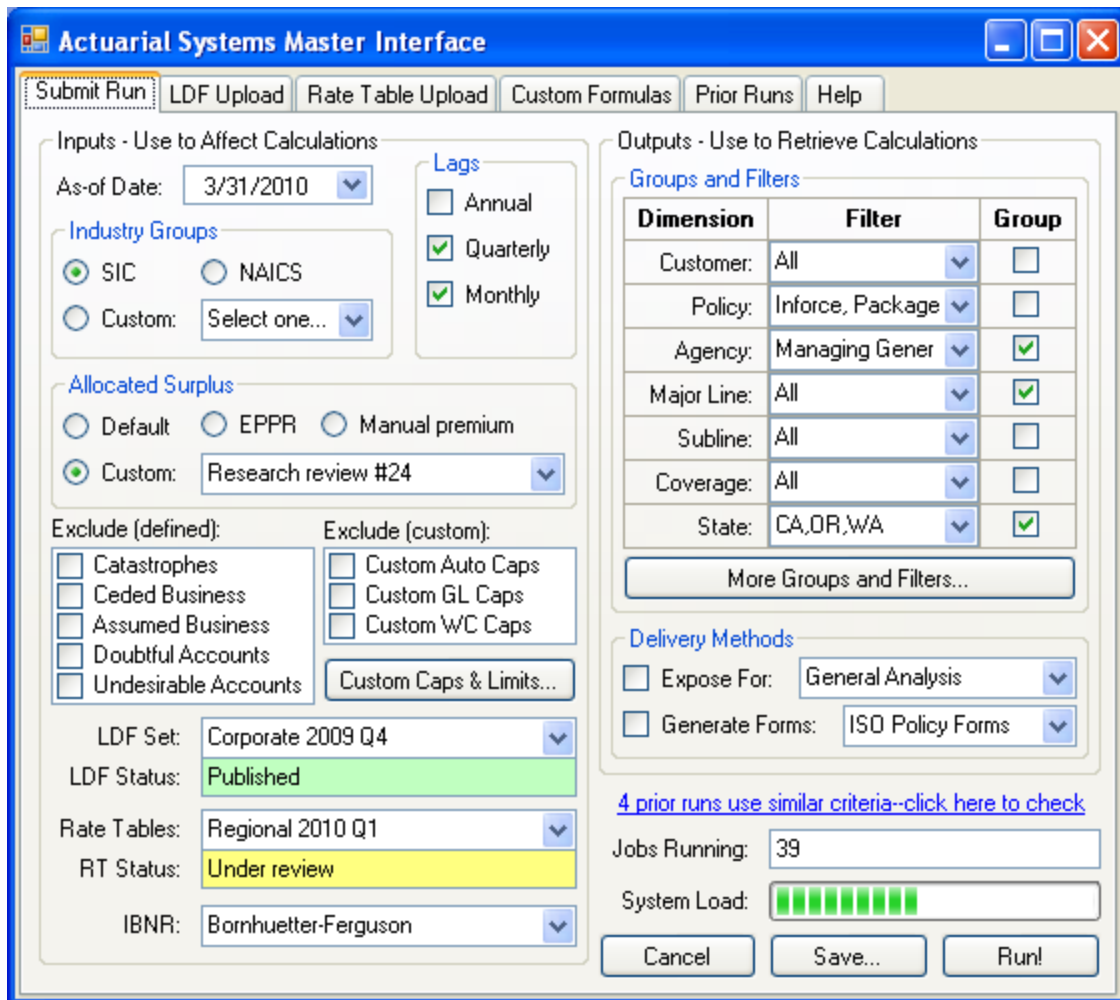 Actuarial Systems Master Interface
Submit Run LDF Upload Rate Table Upload Custom Formulas Prior Runs Help
Inputs - Use to Affect Calculations
As-of Date: 3/31/2010
Lags
Annual
Quarterly
Monthly
Industry Groups
SIC NAICS
Custom: Select one...
Allocated Surplus
Default EPPR Manual premium
Custom: Research review #24
Exclude (defined):
Catastrophes
Ceded Business
Assumed Business
Doubtful Accounts
Undesirable Accounts
Exclude (custom):
Custom Auto Caps
Custom GL Caps
Custom WC Caps
Custom Caps & Limits...
LDF Set: Corporate 2009 Q4
LDF Status: Published
Rate Tables: Regional 2010 Q1
RT Status: Under review
IBNR: Bornhuetter-Ferguson
Outputs - Use to Retrieve Calculations
Groups and Filters
Dimension Filter Group
Customer: All
Policy: Inforce, Package
Agency: Managing Gener
Major Line: All
Subline: All
Coverage: All
State: CA,OR,WA
More Groups and Filters...
Delivery Methods
Expose For: General Analysis
Generate Forms: ISO Policy Forms
4 prior runs use similar criteria--click here to check
Jobs Running: 39
System Load:
Cancel Save... Run!